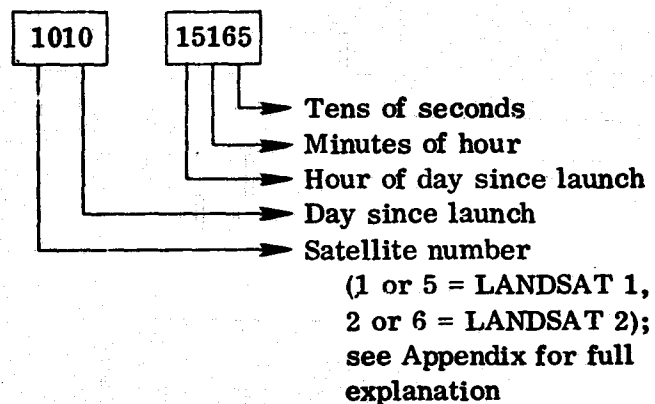 1010 15165
Tens of seconds
Minutes of hour
Hour of day since launch
Day since launch
Satellite number
(1 or 5 = LANDSAT 1,
2 or 6 = LANDSAT 2);
see Appendix for full
explanation